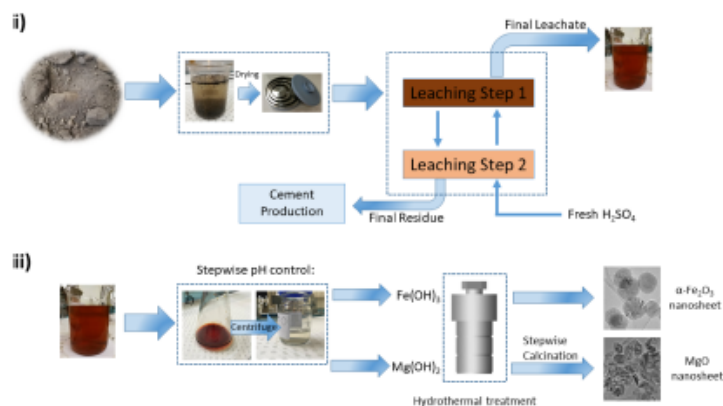 ii)
Final Leachate
Drying
Leaching Step 1
Leaching Step 2
Cement
Production
Final Residue
Fresh H₂SO₄
iii)
Stepwise pH control:
Centrifuge
Fe(OH)₃
Mg(OH)₂
Stepwise
Calcination
Hydrothermal treatment
α-Fe₂O₃
nanosheet
MgO
nanosheet